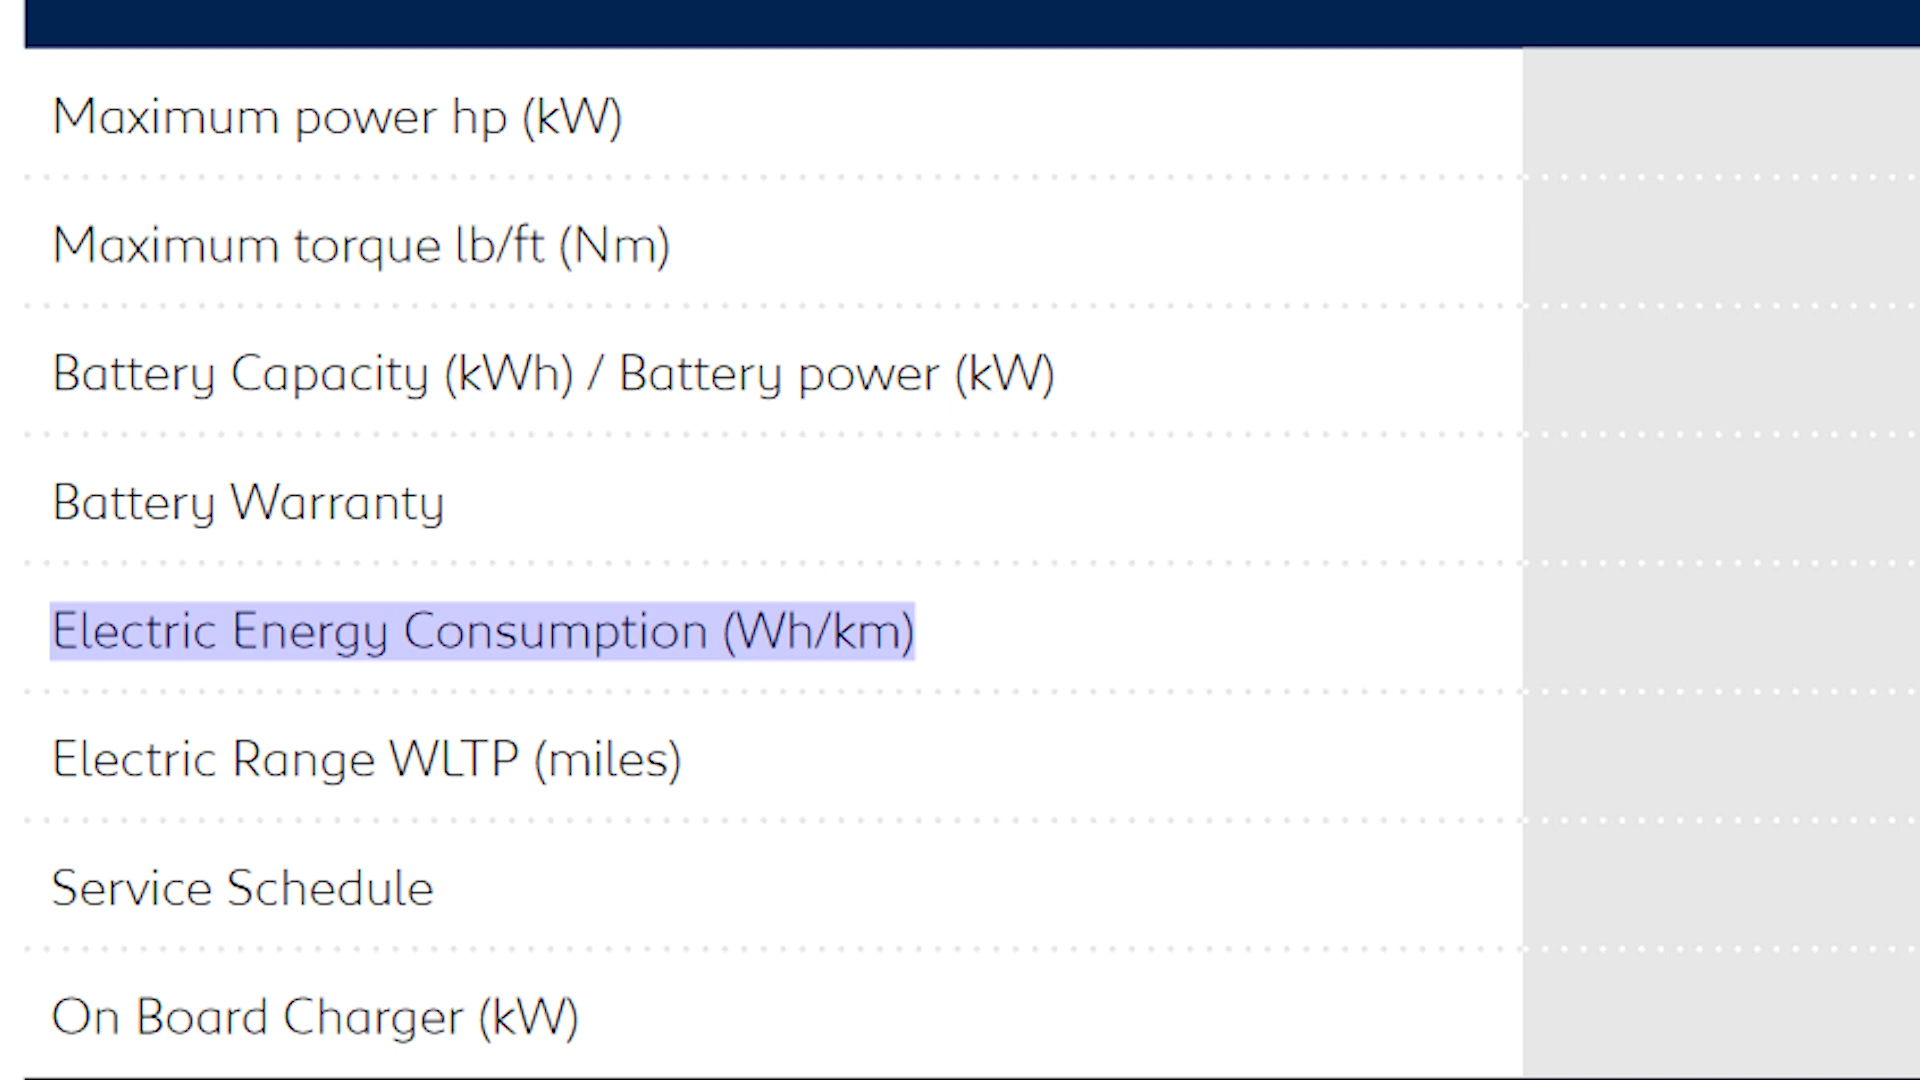 Maximum power hp (kW)
Maximum torque lb/ft (Nm)
Battery Capacity (kWh) / Battery power (kW)
Battery Warranty
Electric Energy Consumption (Wh/km)
Electric Range WLTP (miles)
Service Schedule
On Board Charger (kW)